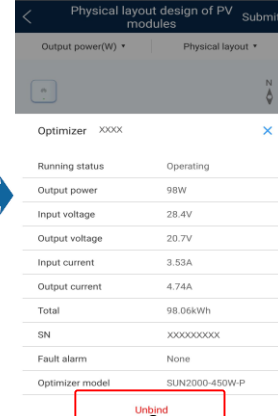 Physical layout design of PV modules
Submit
Output power(W) ▾
Physical layout ▾
N
Optimizer XXXX ×
Running status Operating
Output power 98W
Input voltage 28.4V
Output voltage 20.7V
Input current 3.53A
Output current 4.74A
Total 98.06kWh
SN XXXXXXXXX
Fault alarm None
Optimizer model SUN2000-450W-P
Unbind